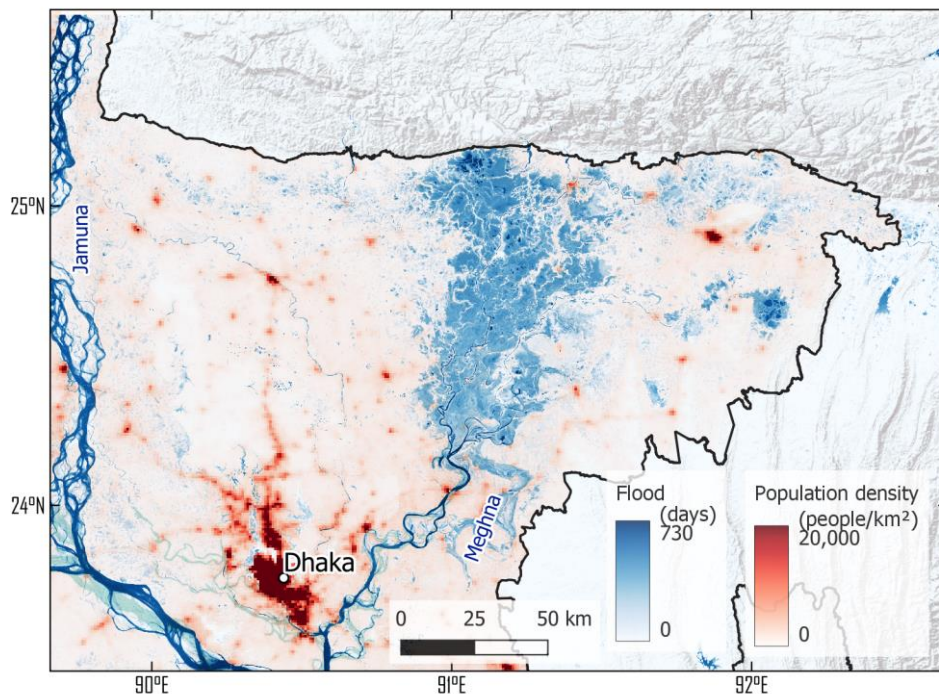 25°N
Jamuna
24°N
Dhaka
Meghna
Flood
(days)
730
0
Population density
(people/km²)
20,000
0
0 25 50 km
90°E 91°E 92°E